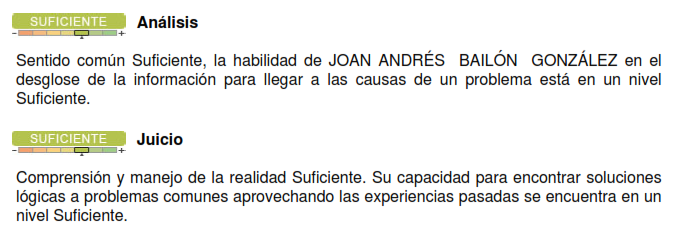 SUFICIENTE Análisis
- +
Sentido común Suficiente, la habilidad de JOAN ANDRÉS BAILÓN GONZÁLEZ en el
desglose de la información para llegar a las causas de un problema está en un nivel
Suficiente.
SUFICIENTE Juicio
- +
Comprensión y manejo de la realidad Suficiente. Su capacidad para encontrar soluciones
lógicas a problemas comunes aprovechando las experiencias pasadas se encuentra en un
nivel Suficiente.